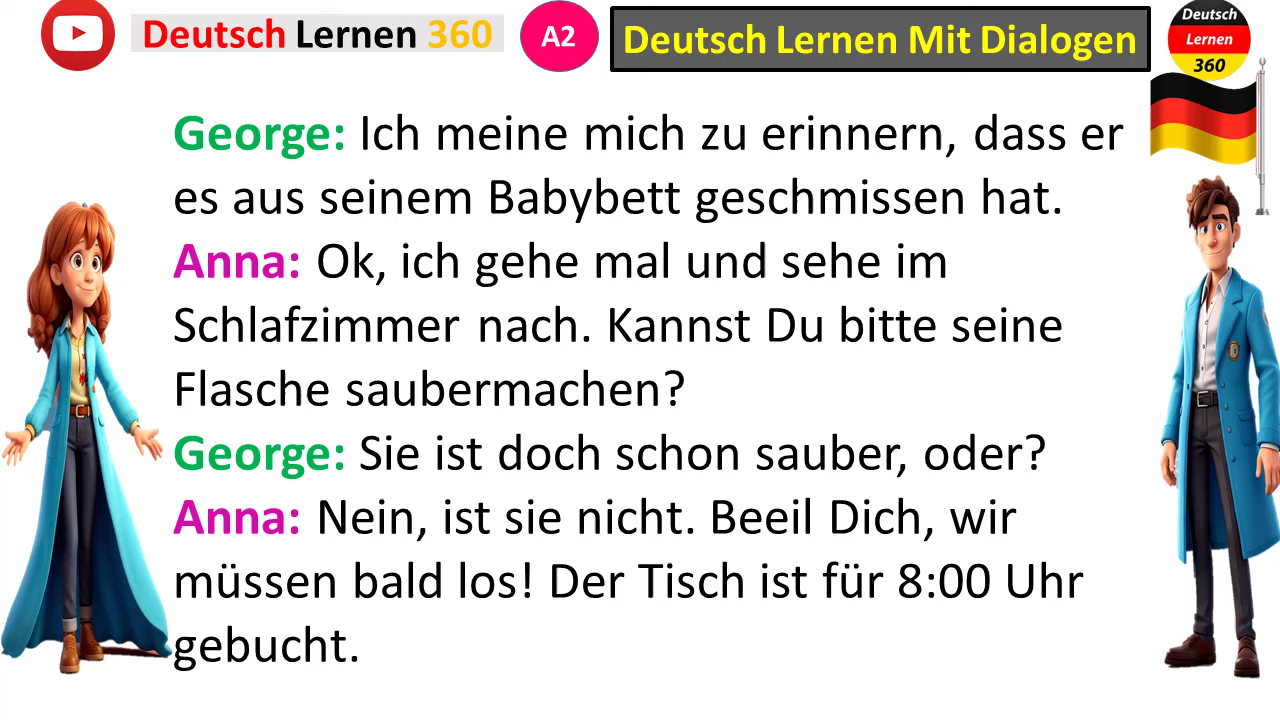 Deutsch Lernen 360
A2
Deutsch Lernen Mit Dialogen
Deutsch
Lernen
360
George: Ich meine mich zu erinnern, dass er
es aus seinem Babybett geschmissen hat.
Anna: Ok, ich gehe mal und sehe im
Schlafzimmer nach. Kannst Du bitte seine
Flasche saubermachen?
George: Sie ist doch schon sauber, oder?
Anna: Nein, ist sie nicht. Beeil Dich, wir
müssen bald los! Der Tisch ist für 8:00 Uhr
gebucht.